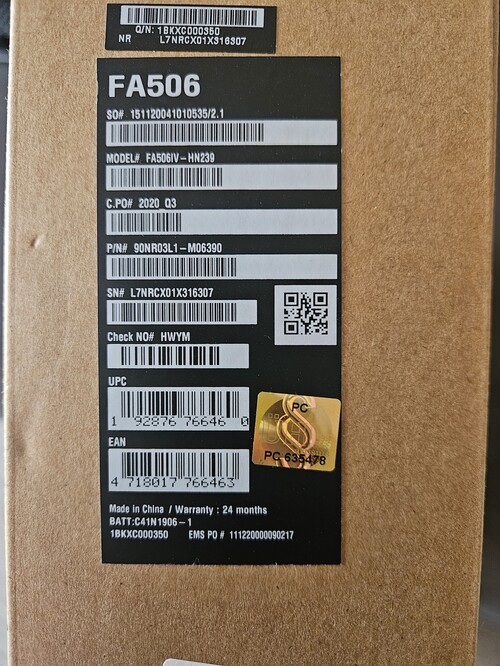 Q/N: 1BKXC000350
NR L7NRCX01X316307
FA506
SO# 151120041010535/2.1
MODEL# FA506IV-HN239
C.PO# 2020 Q3
P/N# 90NR03L1-M06390
SN# L7NRCX01X316307
Check NO# HWYM
UPC
1 92876 76646 0
EAN
4 718017 766463
PC
PC 635478
Made in China / Warranty : 24 months
BATT:C41N1906-1
1BKXC000350 EMS PO # 111220000090217